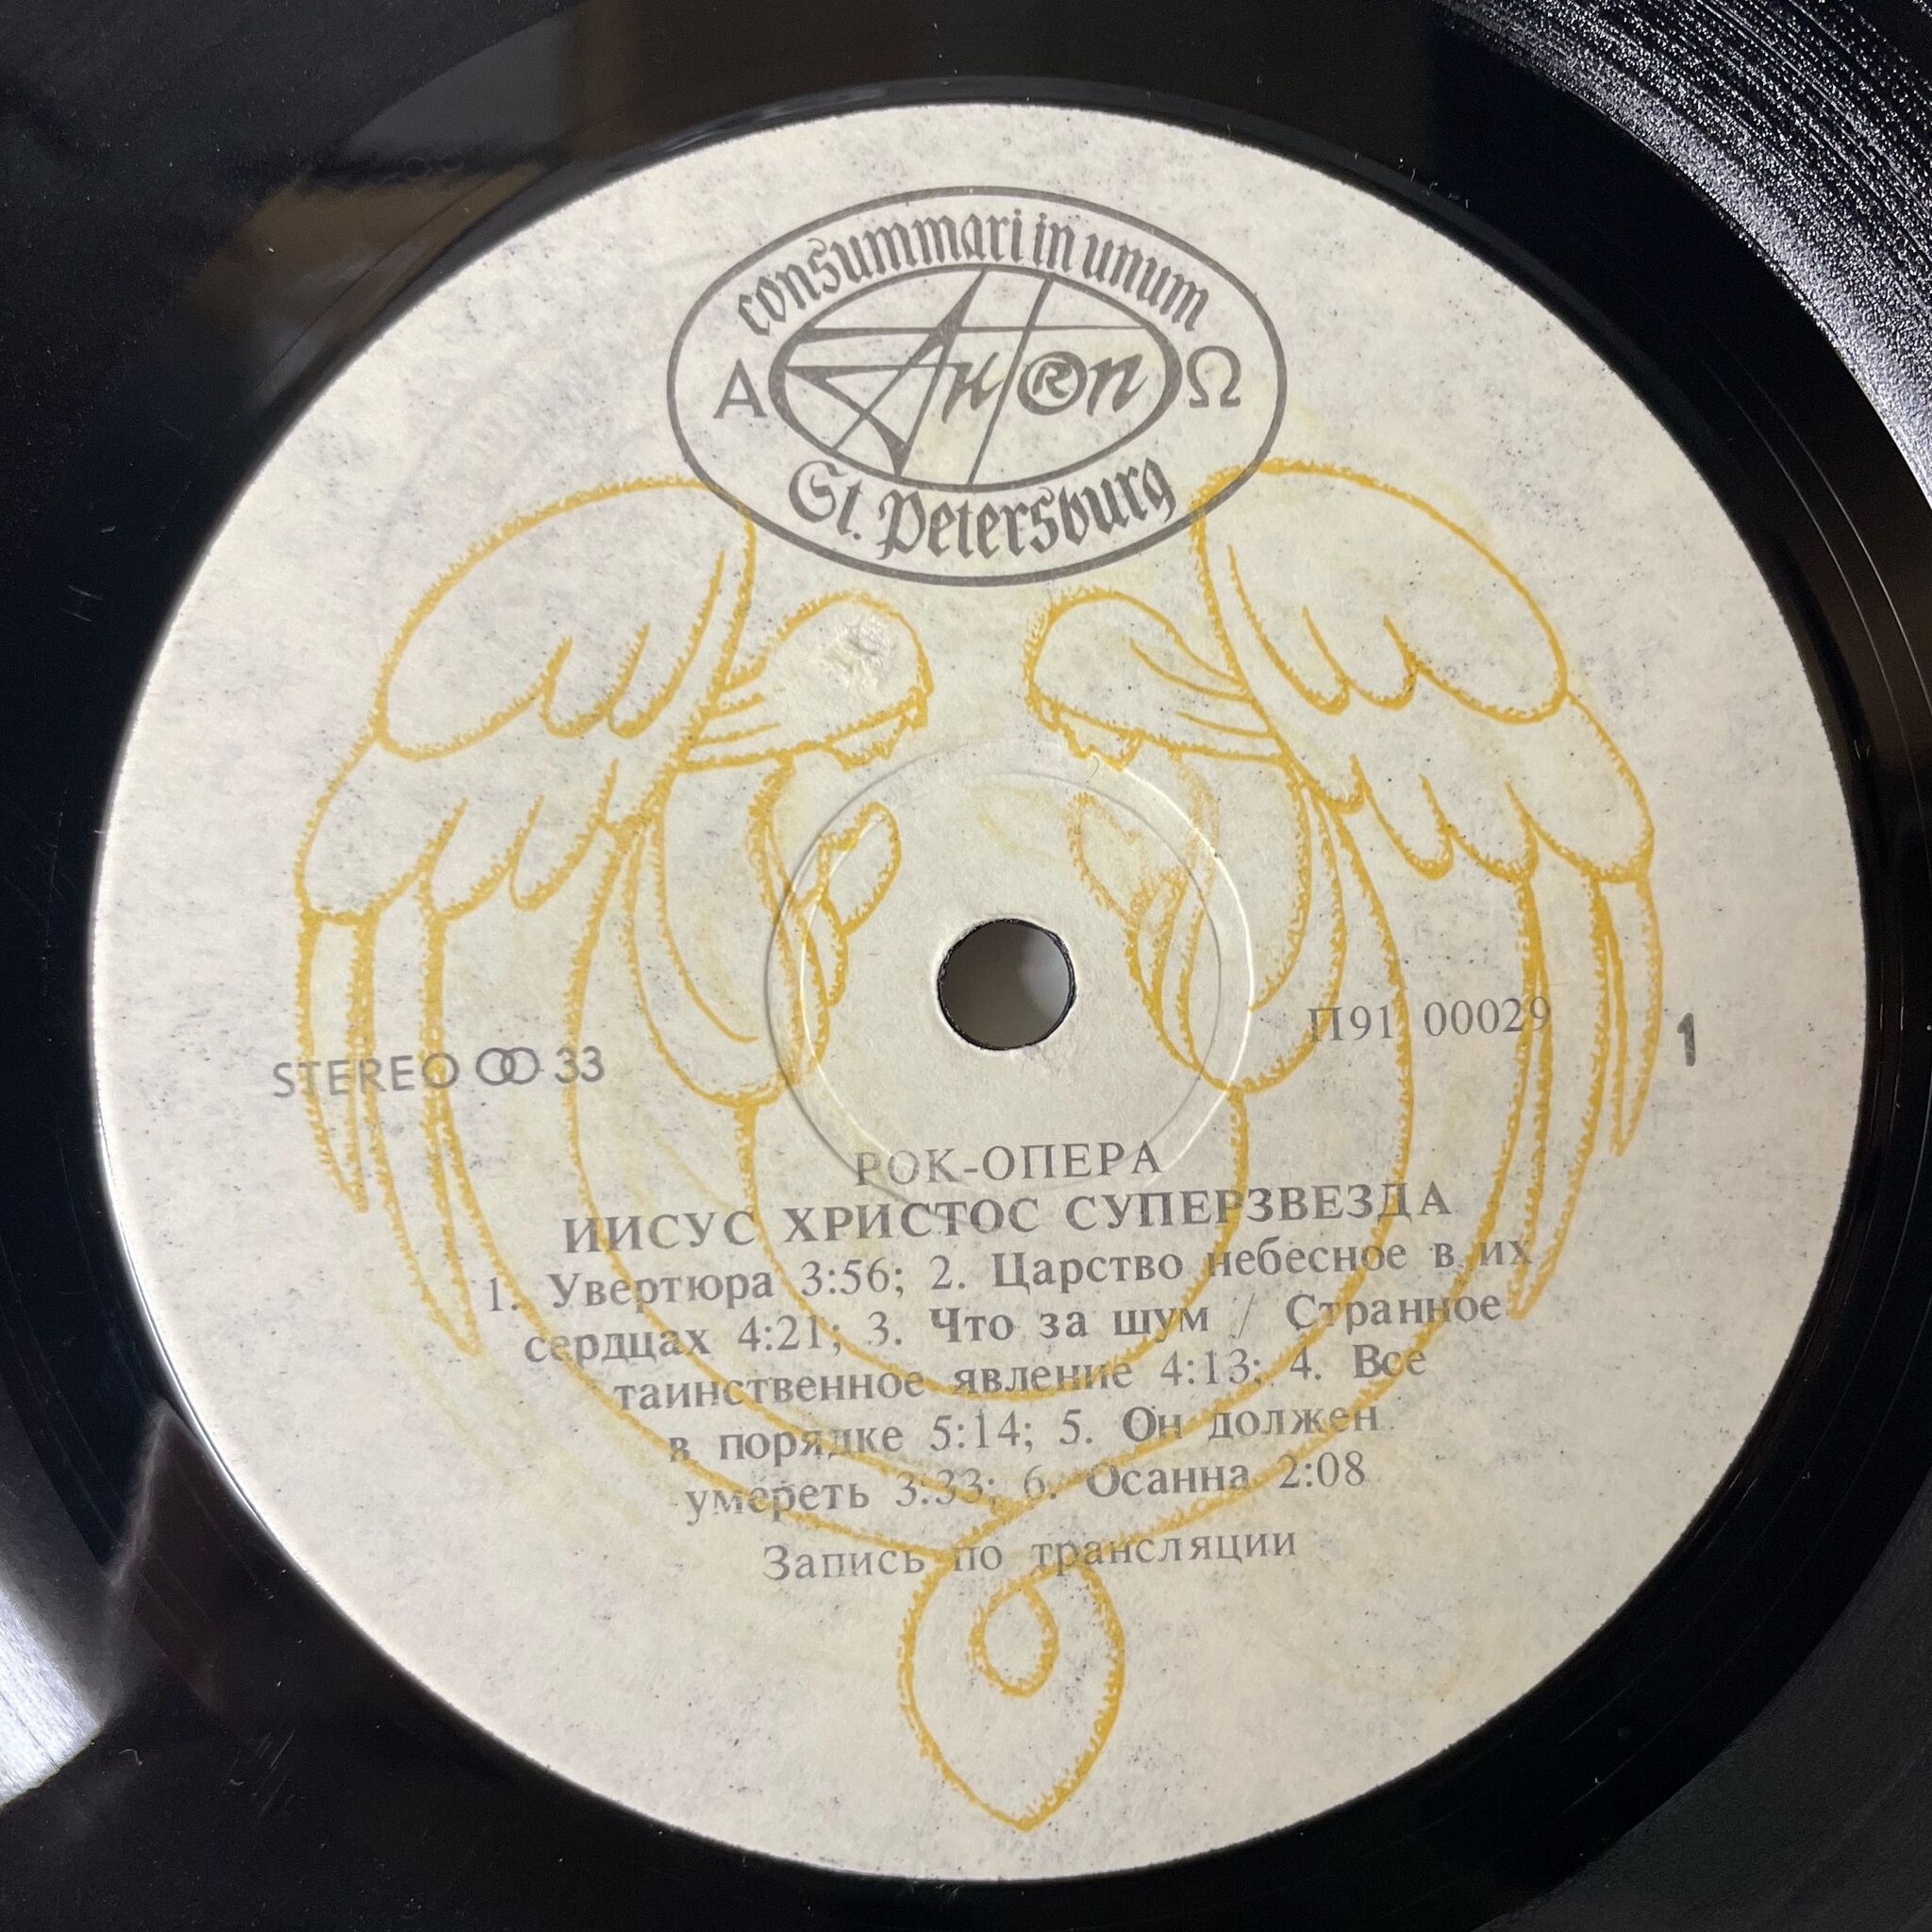 consummari in unum
А Антроп Ω
St. Petersburg
STEREO 33
П91 00029
1
РОК-ОПЕРА
ИИСУС ХРИСТОС СУПЕРЗВЕЗДА
1. Увертюра 3:56; 2. Царство небесное в их
сердцах 4:21; 3. Что за шум / Странное
таинственное явление 4:13; 4. Все
в порядке 5:14; 5. Он должен
умереть 3:33; 6. Осанна 2:08
Запись по трансляции